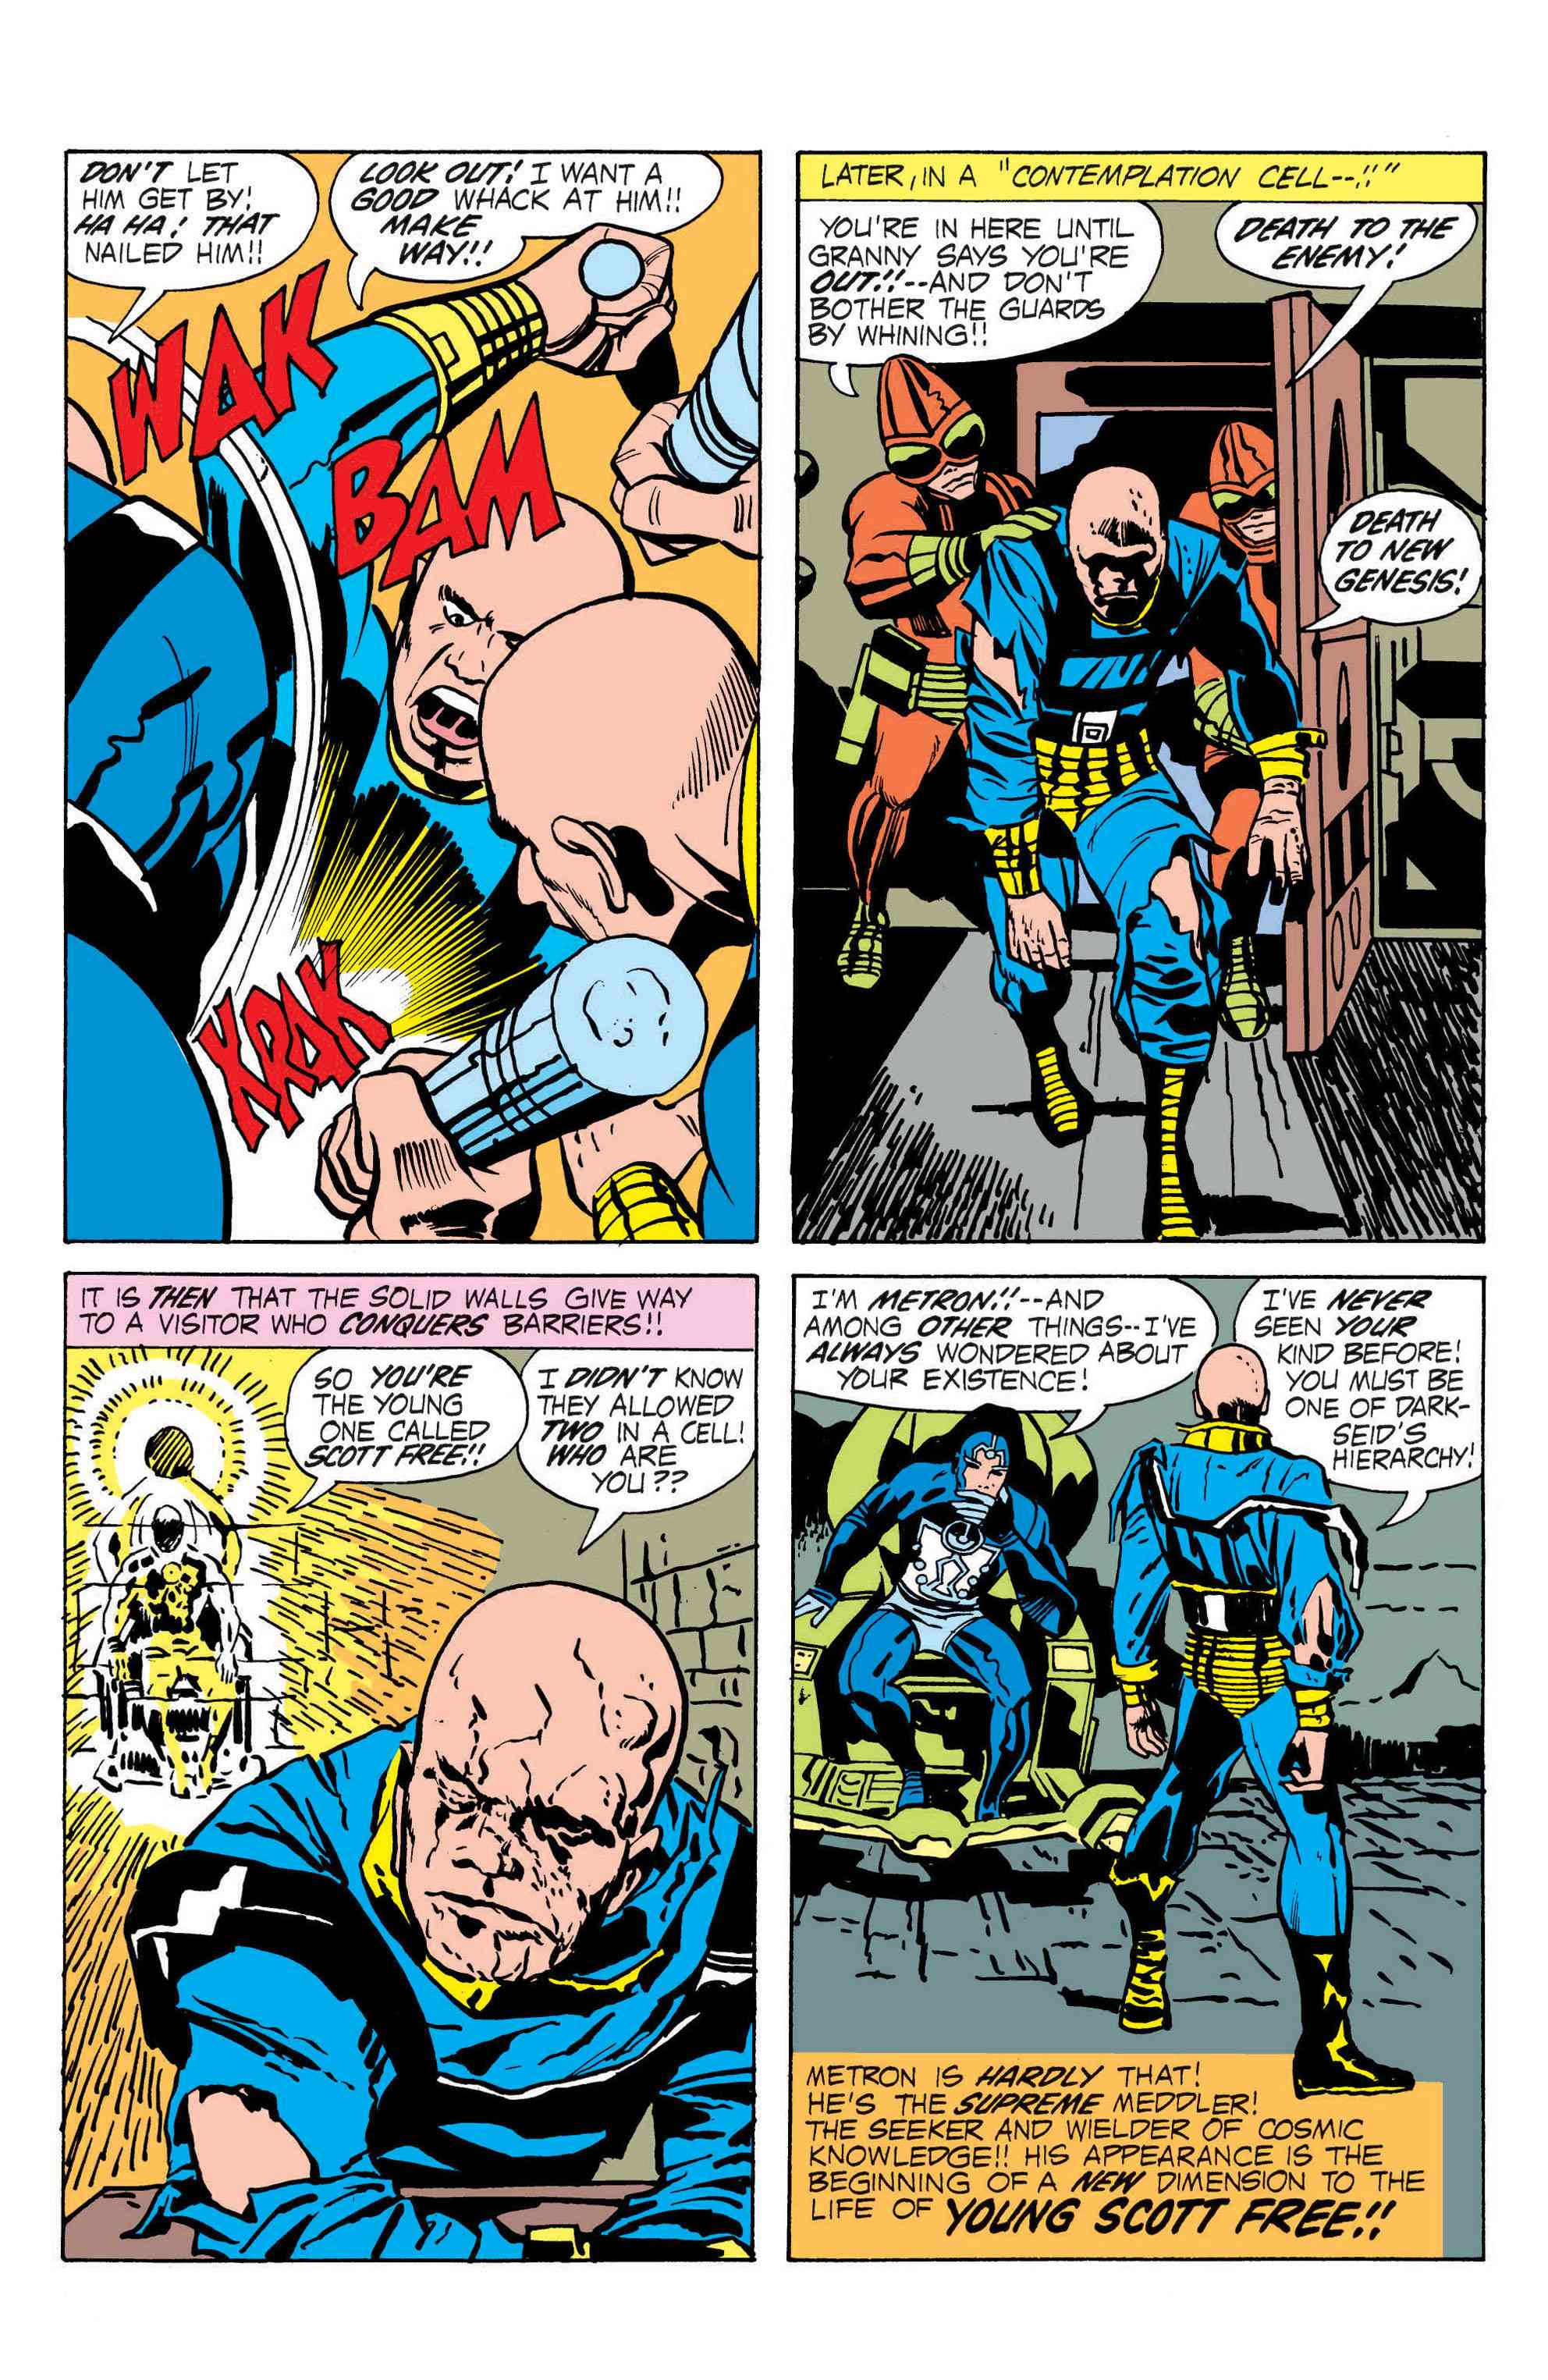 DON'T LET
HIM GET BY!
HA HA! THAT
NAILED HIM!!
LOOK OUT! I WANT A
GOOD WHACK AT HIM!!
MAKE
WAY!!
WAK
BAM
KRAK
LATER, IN A "CONTEMPLATION CELL--!!"
YOU'RE IN HERE UNTIL
GRANNY SAYS YOU'RE
OUT!!--AND DON'T
BOTHER THE GUARDS
BY WHINING!!
DEATH TO THE
ENEMY!
DEATH
TO NEW
GENESIS!
IT IS THEN THAT THE SOLID WALLS GIVE WAY
TO A VISITOR WHO CONQUERS BARRIERS!!
SO YOU'RE
THE YOUNG
ONE CALLED
SCOTT FREE!!
I DIDN'T KNOW
THEY ALLOWED
TWO IN A CELL!
WHO ARE
YOU??
I'M METRON!!--AND
AMONG OTHER THINGS--I'VE
ALWAYS WONDERED ABOUT
YOUR EXISTENCE!
I'VE NEVER
SEEN YOUR
KIND BEFORE!
YOU MUST BE
ONE OF DARK-
SEID'S
HIERARCHY!
METRON IS HARDLY THAT!
HE'S THE SUPREME MEDDLER!
THE SEEKER AND WIELDER OF COSMIC
KNOWLEDGE!! HIS APPEARANCE IS THE
BEGINNING OF A NEW DIMENSION TO THE
LIFE OF YOUNG SCOTT FREE!!